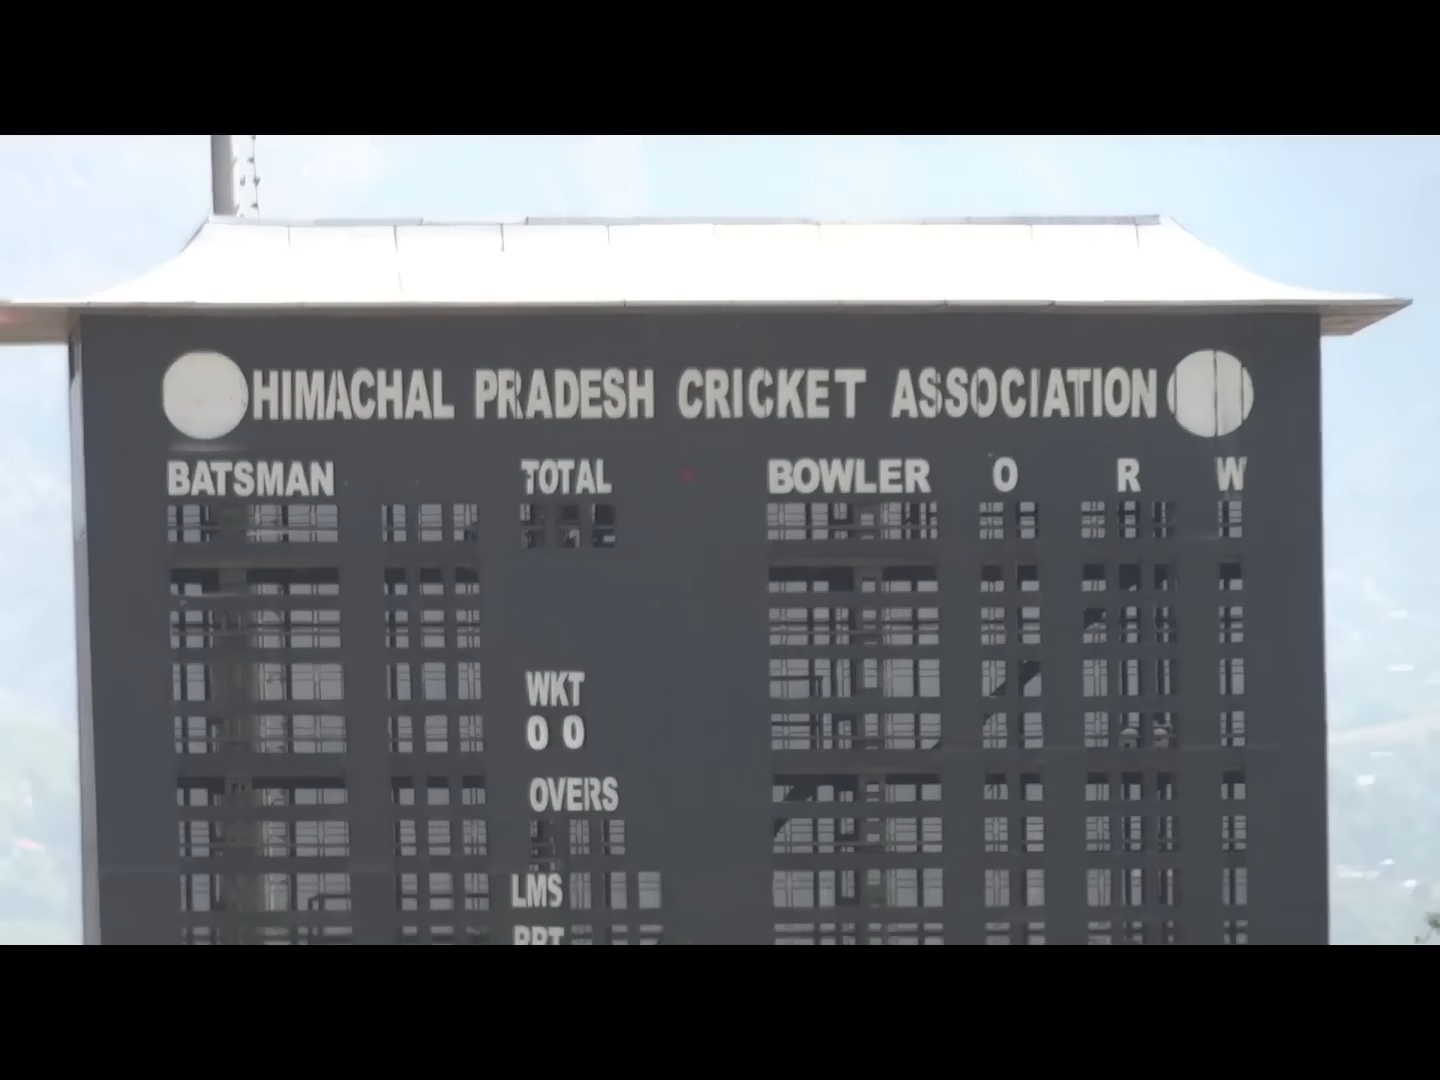 HIMACHAL PRADESH CRICKET ASSOCIATION
BATSMAN TOTAL BOWLER O R W
WKT
0 0
OVERS
LMS